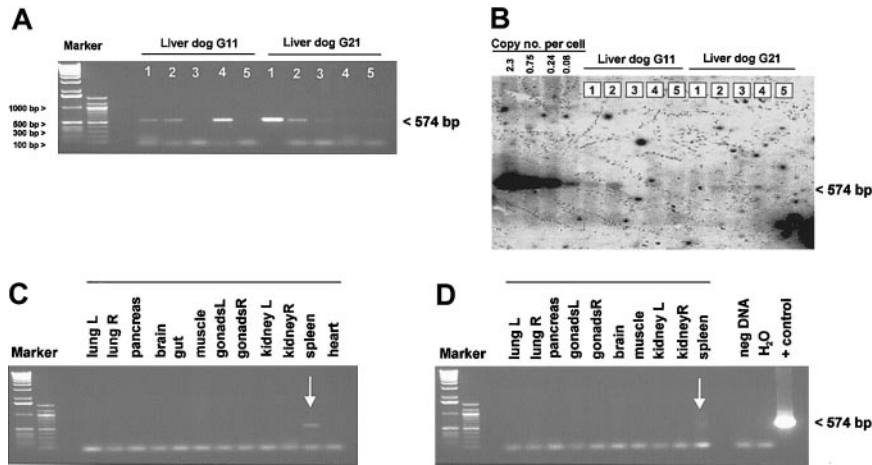 A
Marker
Liver dog G11
Liver dog G21
1 2 3 4 5 1 2 3 4 5
1000 bp >
500 bp >
300 bp >
100 bp >
< 574 bp
B
Copy no. per cell
Liver dog G11
Liver dog G21
2.3
0.75
0.24
0.08
1 2 3 4 5 1 2 3 4 5
< 574 bp
C
Marker
lung L
lung R
pancreas
brain
gut
muscle
gonadsL
gonadsR
kidney L
kidneyR
spleen
heart
D
Marker
lung L
lung R
pancreas
gonadsL
gonadsR
brain
muscle
kidney L
kidneyR
spleen
neg DNA
H₂O
+ control
< 574 bp